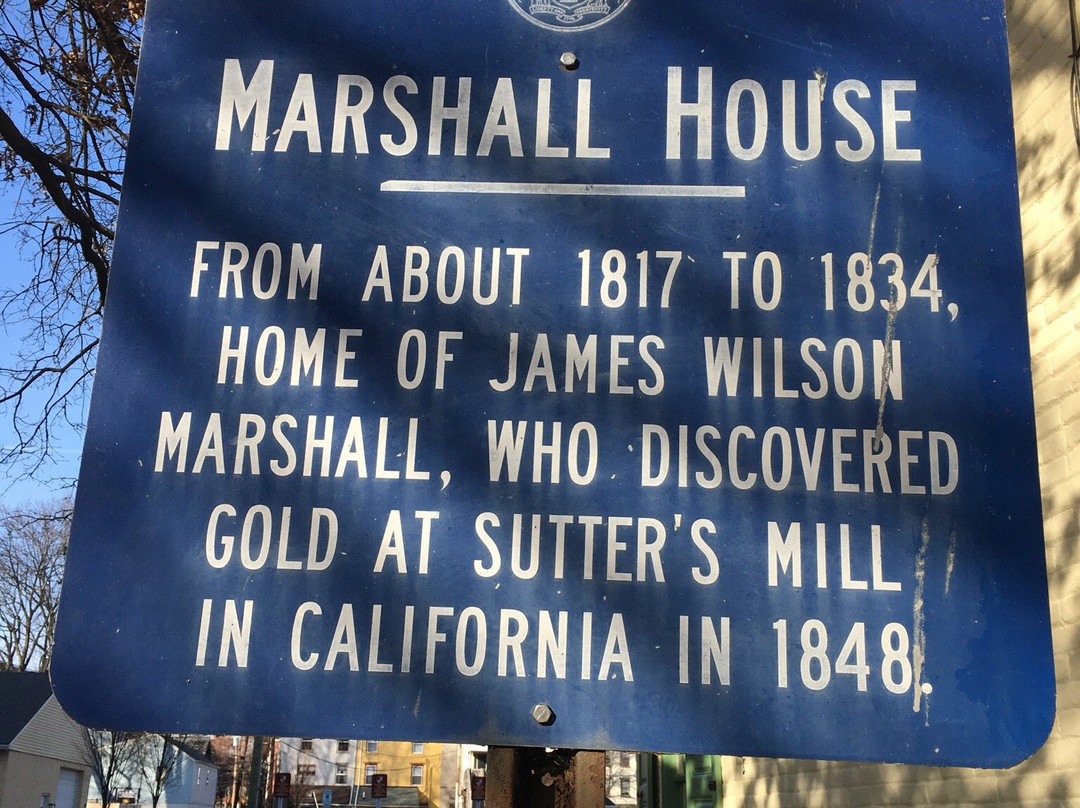 MARSHALL HOUSE
FROM ABOUT 1817 TO 1834,
HOME OF JAMES WILSON
MARSHALL, WHO DISCOVERED
GOLD AT SUTTER'S MILL
IN CALIFORNIA IN 1848.